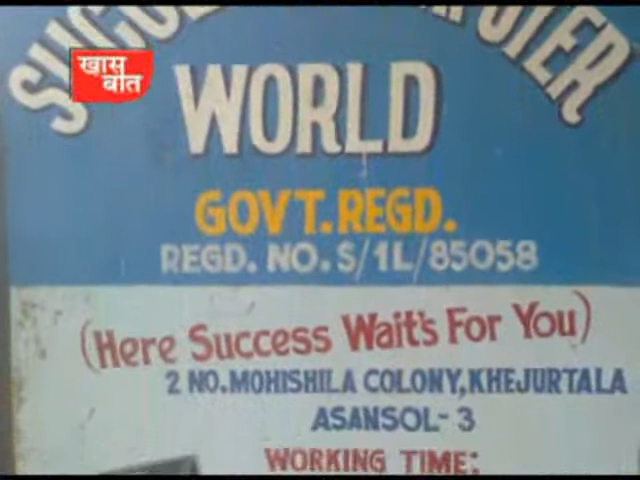 खास
बात
WORLD
GOVT.REGD.
REGD. NO. S/1L/85058
(Here Success Wait's For You)
2 NO.MOHISHILA COLONY,KHEJURTALA
ASANSOL- 3
WORKING TIME: